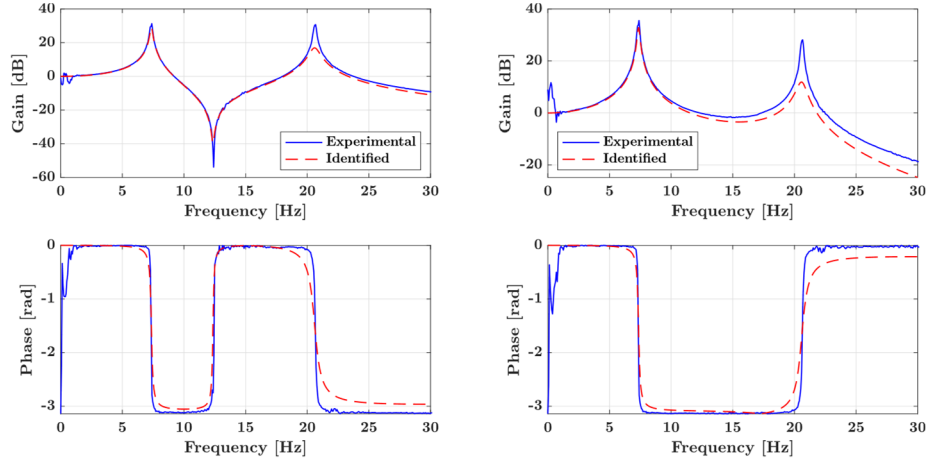 40
20
0
-20
-40
-60
Gain [dB]
Experimental
Identified
0 5 10 15 20 25 30
Frequency [Hz]
40
20
0
-20
Gain [dB]
Experimental
Identified
0 5 10 15 20 25 30
Frequency [Hz]
0
-1
-2
-3
Phase [rad]
0 5 10 15 20 25 30
Frequency [Hz]
0
-1
-2
-3
Phase [rad]
0 5 10 15 20 25 30
Frequency [Hz]